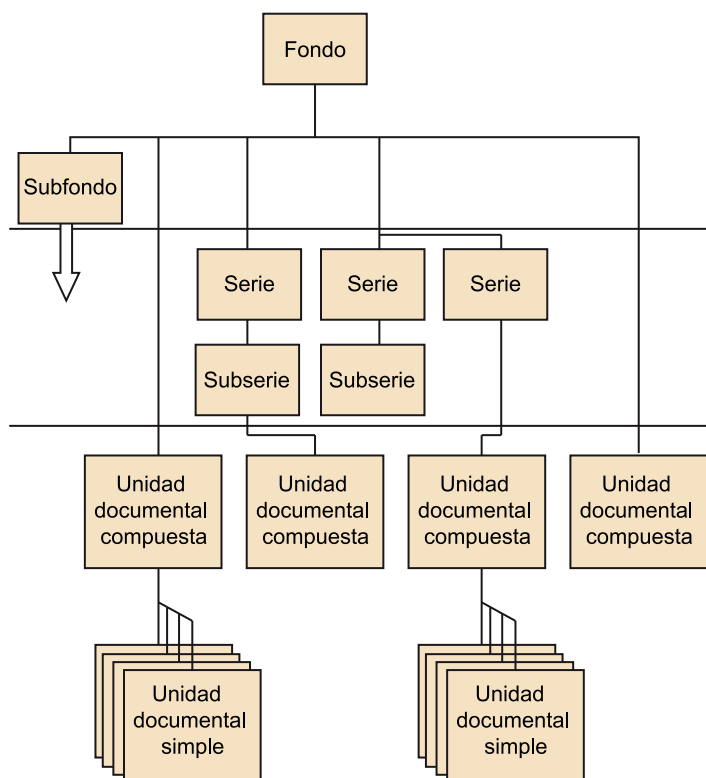 Fondo
Subfondo
Serie
Serie
Serie
Subserie
Subserie
Unidad
documental
compuesta
Unidad
documental
compuesta
Unidad
documental
compuesta
Unidad
documental
compuesta
Unidad
documental
simple
Unidad
documental
simple